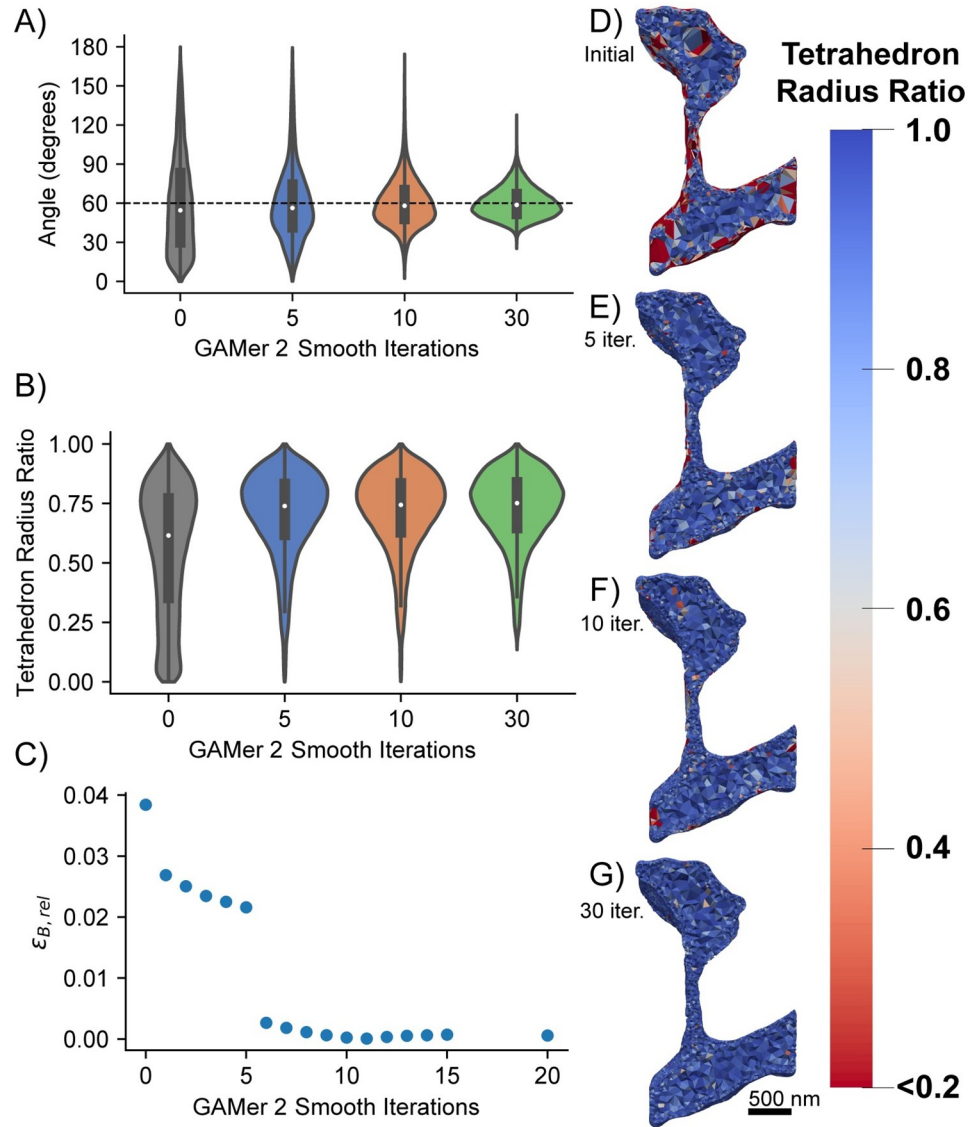 A)
180
150
120
90
60
30
0
Angle (degrees)
0 5 10 30
GAMer 2 Smooth Iterations
B)
1.00
0.75
0.50
0.25
0.00
Tetrahedron Radius Ratio
0 5 10 30
GAMer 2 Smooth Iterations
C)
0.04
0.03
0.02
0.01
0.00
ε_{B, rel}
0 5 10 15 20
GAMer 2 Smooth Iterations
D)
Initial
E)
5 iter.
F)
10 iter.
G)
30 iter.
500 nm
Tetrahedron
Radius Ratio
1.0
0.8
0.6
0.4
<0.2